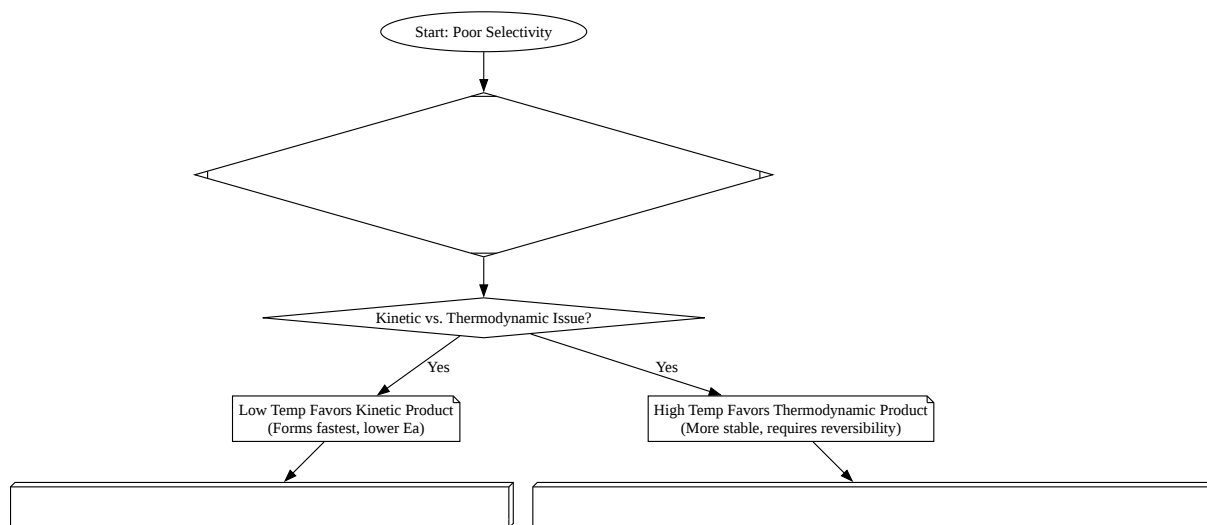 Start: Poor Selectivity
Kinetic vs. Thermodynamic Issue?
Yes
Yes
Low Temp Favors Kinetic Product
(Forms fastest, lower Ea)
High Temp Favors Thermodynamic Product
(More stable, requires reversibility)